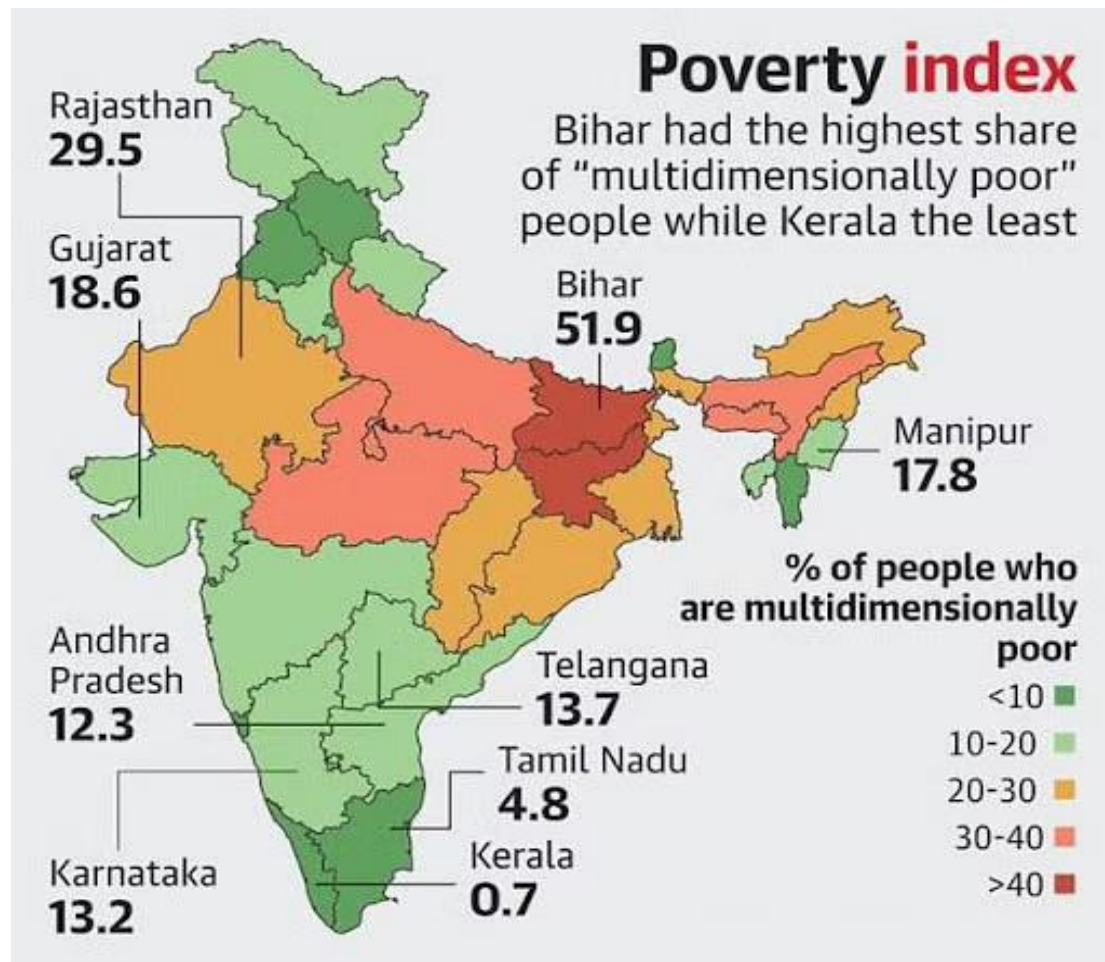 Poverty index
Bihar had the highest share
of “multidimensionally poor”
people while Kerala the least
Rajasthan
29.5
Gujarat
18.6
Bihar
51.9
Manipur
17.8
% of people who
are multidimensionally
poor
<10
10-20
20-30
30-40
>40
Andhra
Pradesh
12.3
Telangana
13.7
Tamil Nadu
4.8
Karnataka
13.2
Kerala
0.7